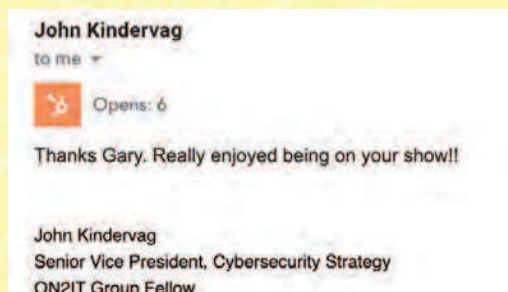 John Kindervag
to me
Opens: 6
Thanks Gary. Really enjoyed being on your show!!
John Kindervag
Senior Vice President, Cybersecurity Strategy
ON2IT Group Fellow